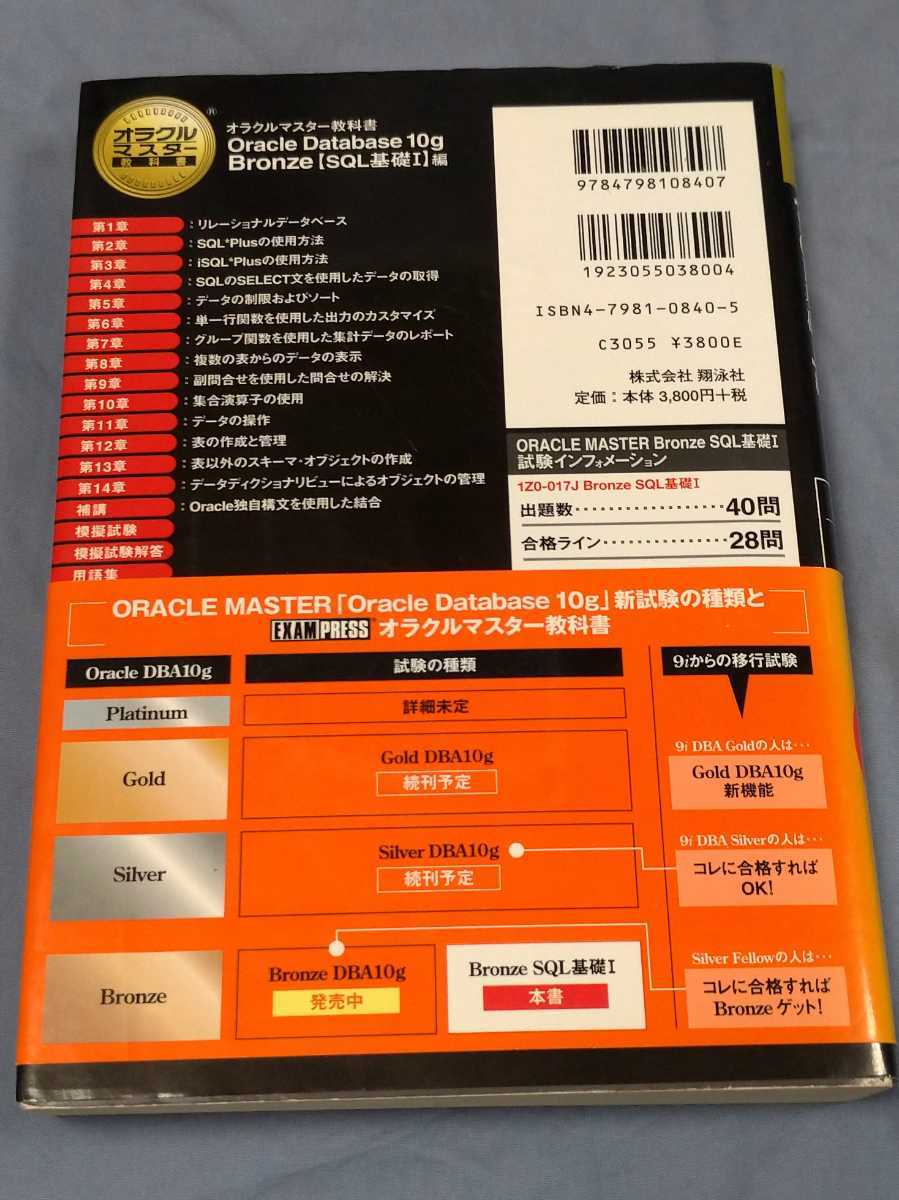 オラクル
マスター
教科書
®
オラクルマスター教科書
Oracle Database 10g
Bronze【SQL基礎I】編
第1章：リレーショナルデータベース
第2章：SQL*Plusの使用方法
第3章：iSQL*Plusの使用方法
第4章：SQLのSELECT文を使用したデータの取得
第5章：データの制限およびソート
第6章：単一行関数を使用した出力のカスタマイズ
第7章：グループ関数を使用した集計データのレポート
第8章：複数の表からのデータの表示
第9章：副問合せを使用した問合せの解決
第10章：集合演算子の使用
第11章：データの操作
第12章：表の作成と管理
第13章：表以外のスキーマ・オブジェクトの作成
第14章：データディクショナリビューによるオブジェクトの管理
補講：Oracle独自構文を使用した結合
模擬試験
模擬試験解答
用語集
9784798108407
1923055038004
ISBN4-7981-0840-5
C3055 ¥3800E
株式会社 翔泳社
定価：本体 3,800円+税
ORACLE MASTER Bronze SQL基礎I
試験インフォメーション
1Z0-017J Bronze SQL基礎I
出題数‥‥‥‥‥‥‥40問
合格ライン‥‥‥‥‥‥28問
ORACLE MASTER「Oracle Database 10g」新試験の種類と
EXAMPRESS® オラクルマスター教科書
Oracle DBA10g
試験の種類
9iからの移行試験
Platinum
詳細未定
Gold
Gold DBA10g
続刊予定
9i DBA Goldの人は…
Gold DBA10g
新機能
Silver
Silver DBA10g
続刊予定
9i DBA Silverの人は…
コレに合格すれば
OK!
Bronze
Bronze DBA10g
発売中
Bronze SQL基礎I
本書
Silver Fellowの人は…
コレに合格すれば
Bronze ゲット!